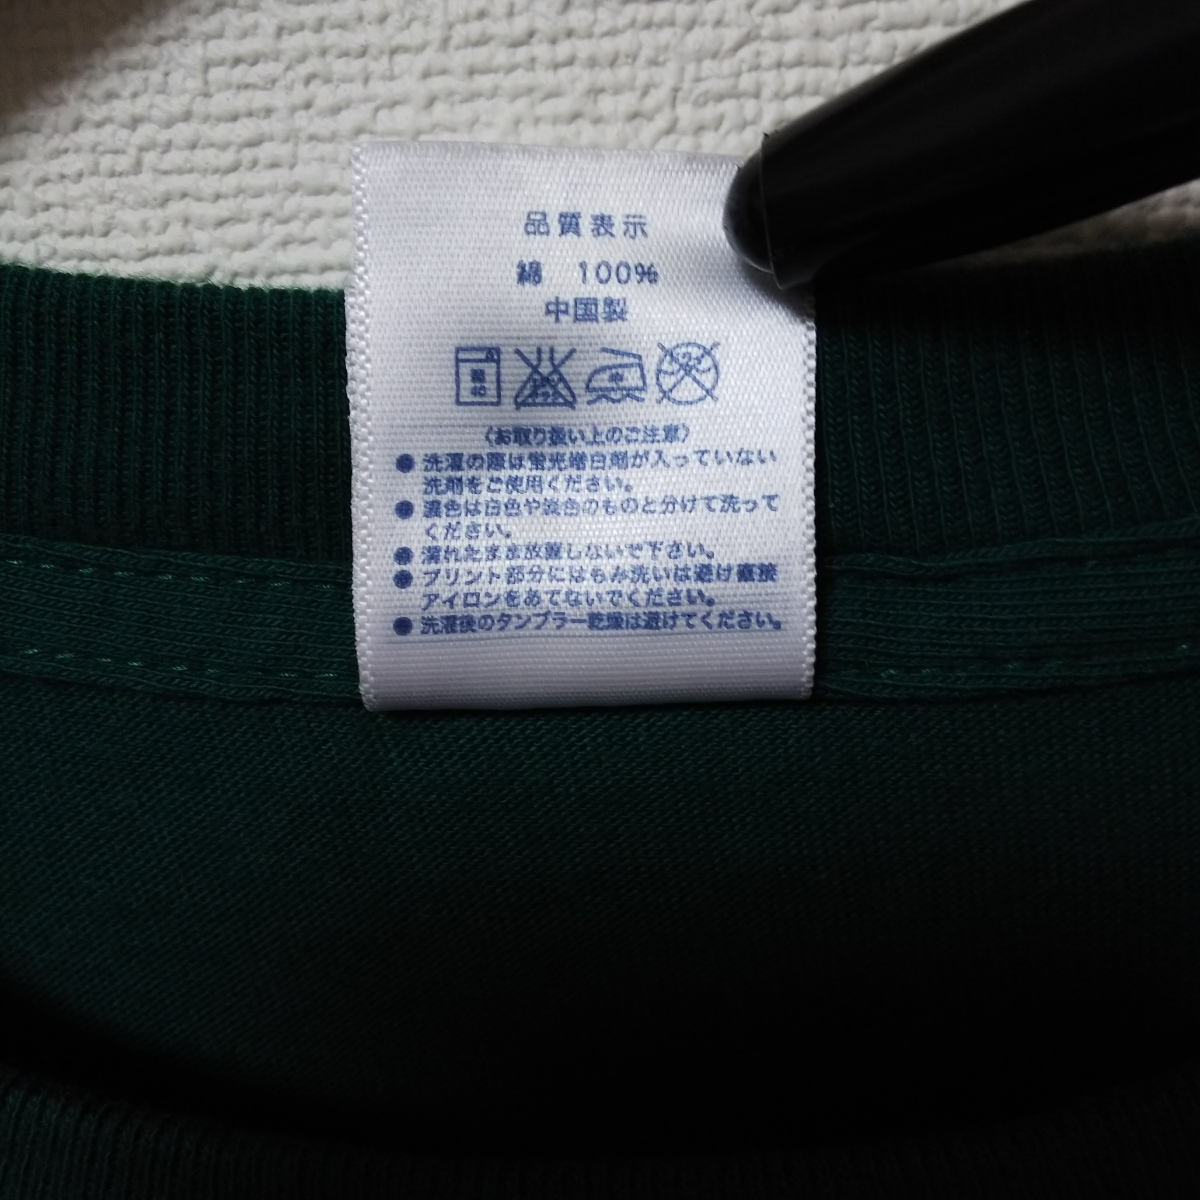 品質表示
綿 100%
中国製
40
中
〈お取り扱い上のご注意〉
● 洗濯の際は蛍光増白剤が入っていない
洗剤をご使用ください。
● 濃色は白色や淡色のものと分けて洗って
ください。
● 濡れたまま放置しないで下さい。
● プリント部分にはもみ洗いは避け直接
アイロンをあてないでください。
● 洗濯後のタンブラー乾燥は避けてください。